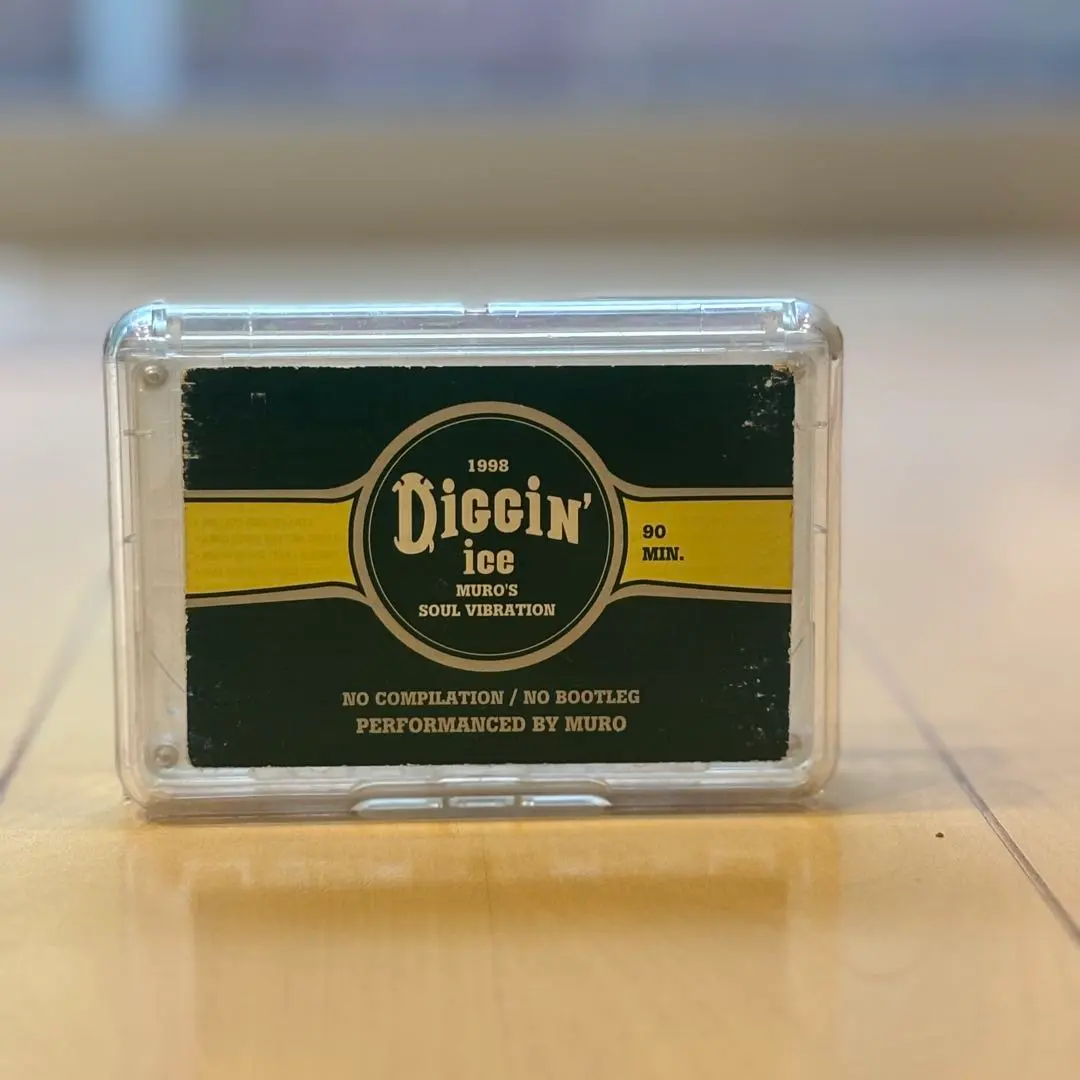 1998
DiGGiN'
ice
MURO'S
SOUL VIBRATION
90
MIN.
NO COMPILATION / NO BOOTLEG
PERFORMANCED BY MURO